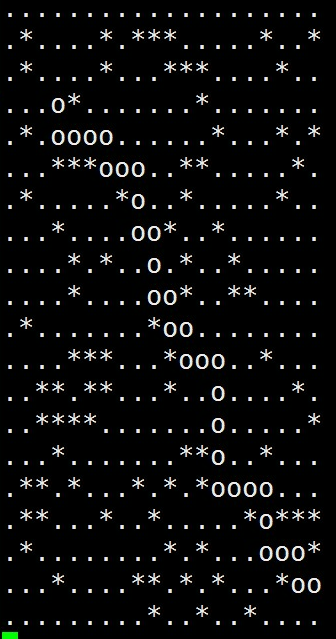 ....................
.*....*.***.....*..*
.*....*...***....*..
...o*.......*.......
.*.oooo......*...*.*
...***ooo..**.....*.
.*.....*o..*.....*..
...*....oo*..*......
....*.*..o.*..*.....
....*....oo*..**....
.*.......*oo........
....***...*ooo..*...
..**.**...*..o....*.
..****.......o.....*
...*.......**o..*...
.**.*...*.*.*oooo...
.**...*..*.....*o***
.*........*.*...ooo*
...*....**.*.*...*oo
.........*..*..*....